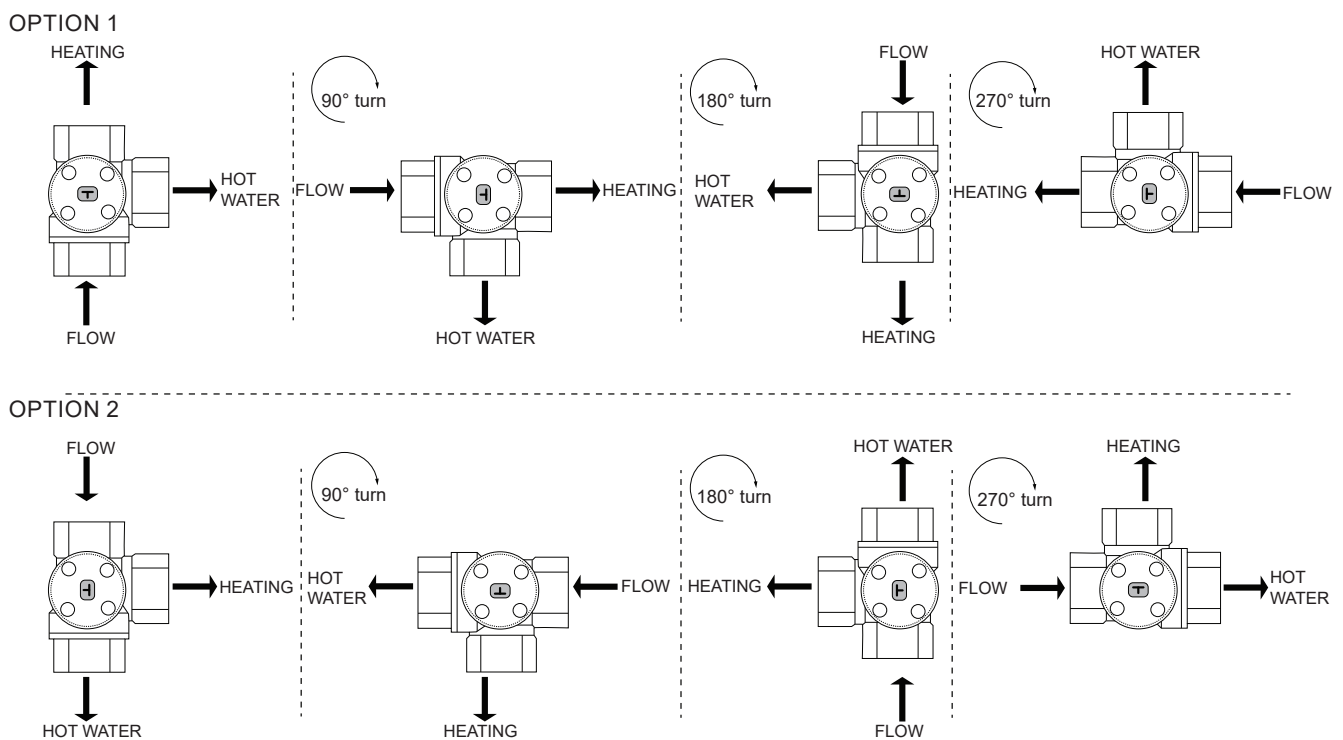 OPTION 1
HEATING
HOT
WATER
FLOW
90° turn
FLOW
HEATING
HOT WATER
180° turn
FLOW
HOT
WATER
HEATING
270° turn
HOT WATER
HEATING
FLOW
OPTION 2
FLOW
HEATING
HOT WATER
90° turn
HOT
WATER
FLOW
HEATING
180° turn
HOT WATER
HEATING
FLOW
270° turn
HEATING
FLOW
HOT
WATER